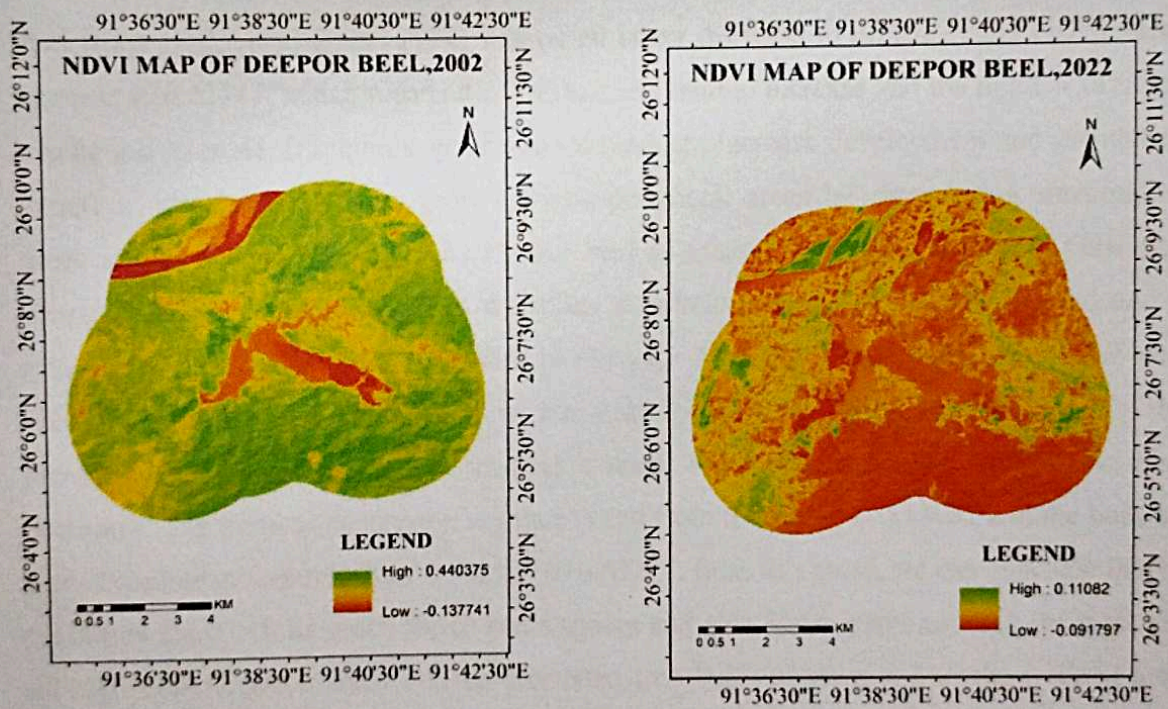 91°36'30"E 91°38'30"E 91°40'30"E 91°42'30"E
NDVI MAP OF DEEPOR BEEL,2002
N
26°12'0"N
26°10'0"N
26°8'0"N
26°6'0"N
26°4'0"N
26°11'30"N
26°9'30"N
26°7'30"N
26°5'30"N
26°3'30"N
LEGEND
High : 0.440375
Low : -0.137741
0 0.5 1 2 3 4 KM
91°36'30"E 91°38'30"E 91°40'30"E 91°42'30"E
91°36'30"E 91°38'30"E 91°40'30"E 91°42'30"E
NDVI MAP OF DEEPOR BEEL,2022
N
26°12'0"N
26°10'0"N
26°8'0"N
26°6'0"N
26°4'0"N
26°11'30"N
26°9'30"N
26°7'30"N
26°5'30"N
26°3'30"N
LEGEND
High : 0.11082
Low : -0.091797
0 0.5 1 2 3 4 KM
91°36'30"E 91°38'30"E 91°40'30"E 91°42'30"E